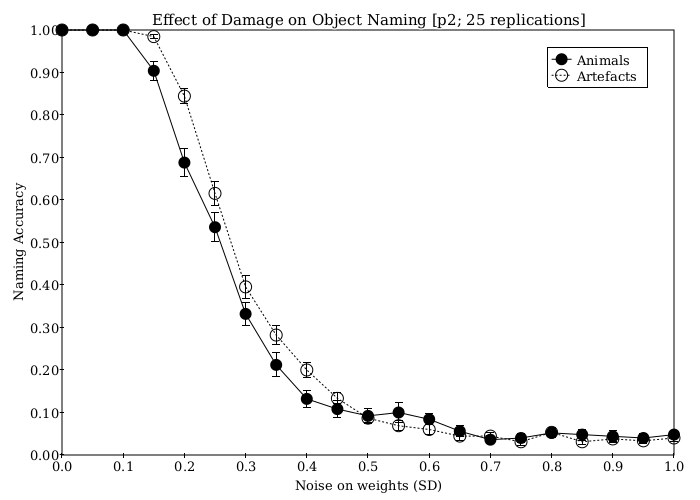 Effect of Damage on Object Naming [p2; 25 replications]
Animals
Artefacts
Naming Accuracy
1.00
0.90
0.80
0.70
0.60
0.50
0.40
0.30
0.20
0.10
0.00
0.0 0.1 0.2 0.3 0.4 0.5 0.6 0.7 0.8 0.9 1.0
Noise on weights (SD)